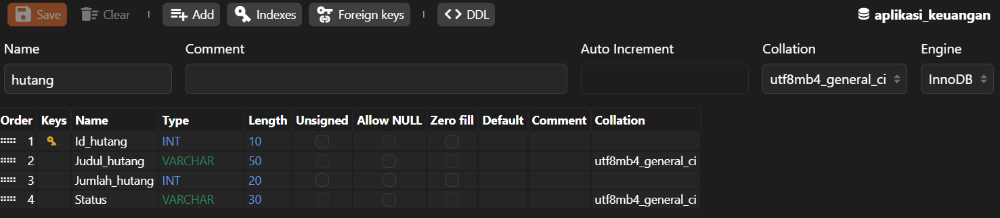 Save Clear Add Indexes Foreign keys DDL aplikasi_keuangan
Name Comment Auto Increment Collation Engine
hutang utf8mb4_general_ci InnoDB
Order Keys Name Type Length Unsigned Allow NULL Zero fill Default Comment Collation
1 Id_hutang INT 10
2 Judul_hutang VARCHAR 50 utf8mb4_general_ci
3 Jumlah_hutang INT 20
4 Status VARCHAR 30 utf8mb4_general_ci